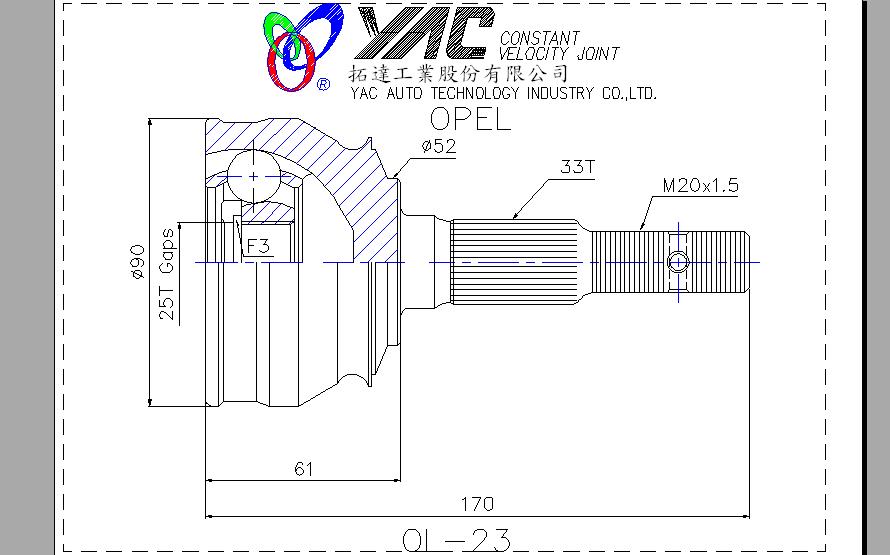 YAC CONSTANT
VELOCITY JOINT
拓達工業股份有限公司
®
YAC AUTO TECHNOLOGY INDUSTRY CO.,LTD.
OPEL
ø52
33T
M20x1.5
F3
ø90
25T Gaps
61
170
OL-23